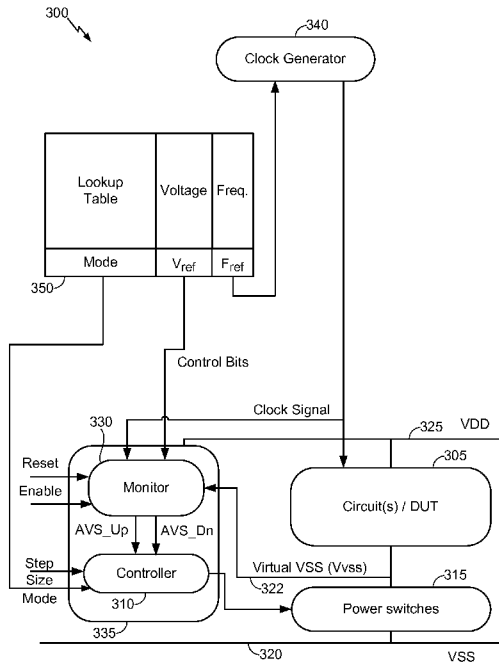 300
340
Clock Generator
Lookup
Table
Voltage
Freq.
Mode
Vref
Fref
350
Control Bits
330
Clock Signal
325
VDD
305
Reset
Enable
Monitor
Circuit(s) / DUT
AVS_Up
AVS_Dn
Virtual VSS (Vvss)
322
315
Step
Size
Mode
Controller
310
Power switches
335
320
VSS